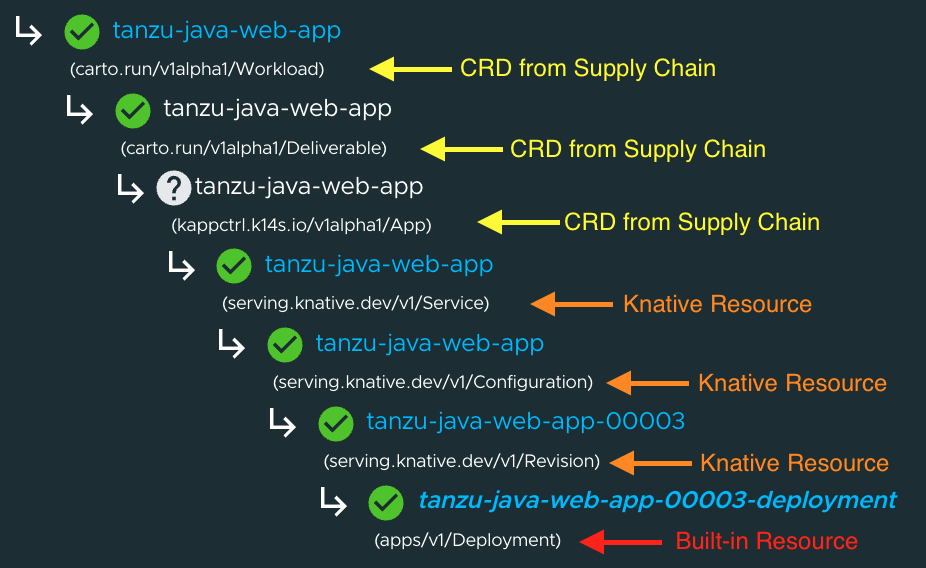 tanzu-java-web-app
(carto.run/v1alpha1/Workload) CRD from Supply Chain
tanzu-java-web-app
(carto.run/v1alpha1/Deliverable) CRD from Supply Chain
? tanzu-java-web-app
(kappctrl.k14s.io/v1alpha1/App) CRD from Supply Chain
tanzu-java-web-app
(serving.knative.dev/v1/Service) Knative Resource
tanzu-java-web-app
(serving.knative.dev/v1/Configuration) Knative Resource
tanzu-java-web-app-00003
(serving.knative.dev/v1/Revision) Knative Resource
tanzu-java-web-app-00003-deployment
(apps/v1/Deployment) Built-in Resource